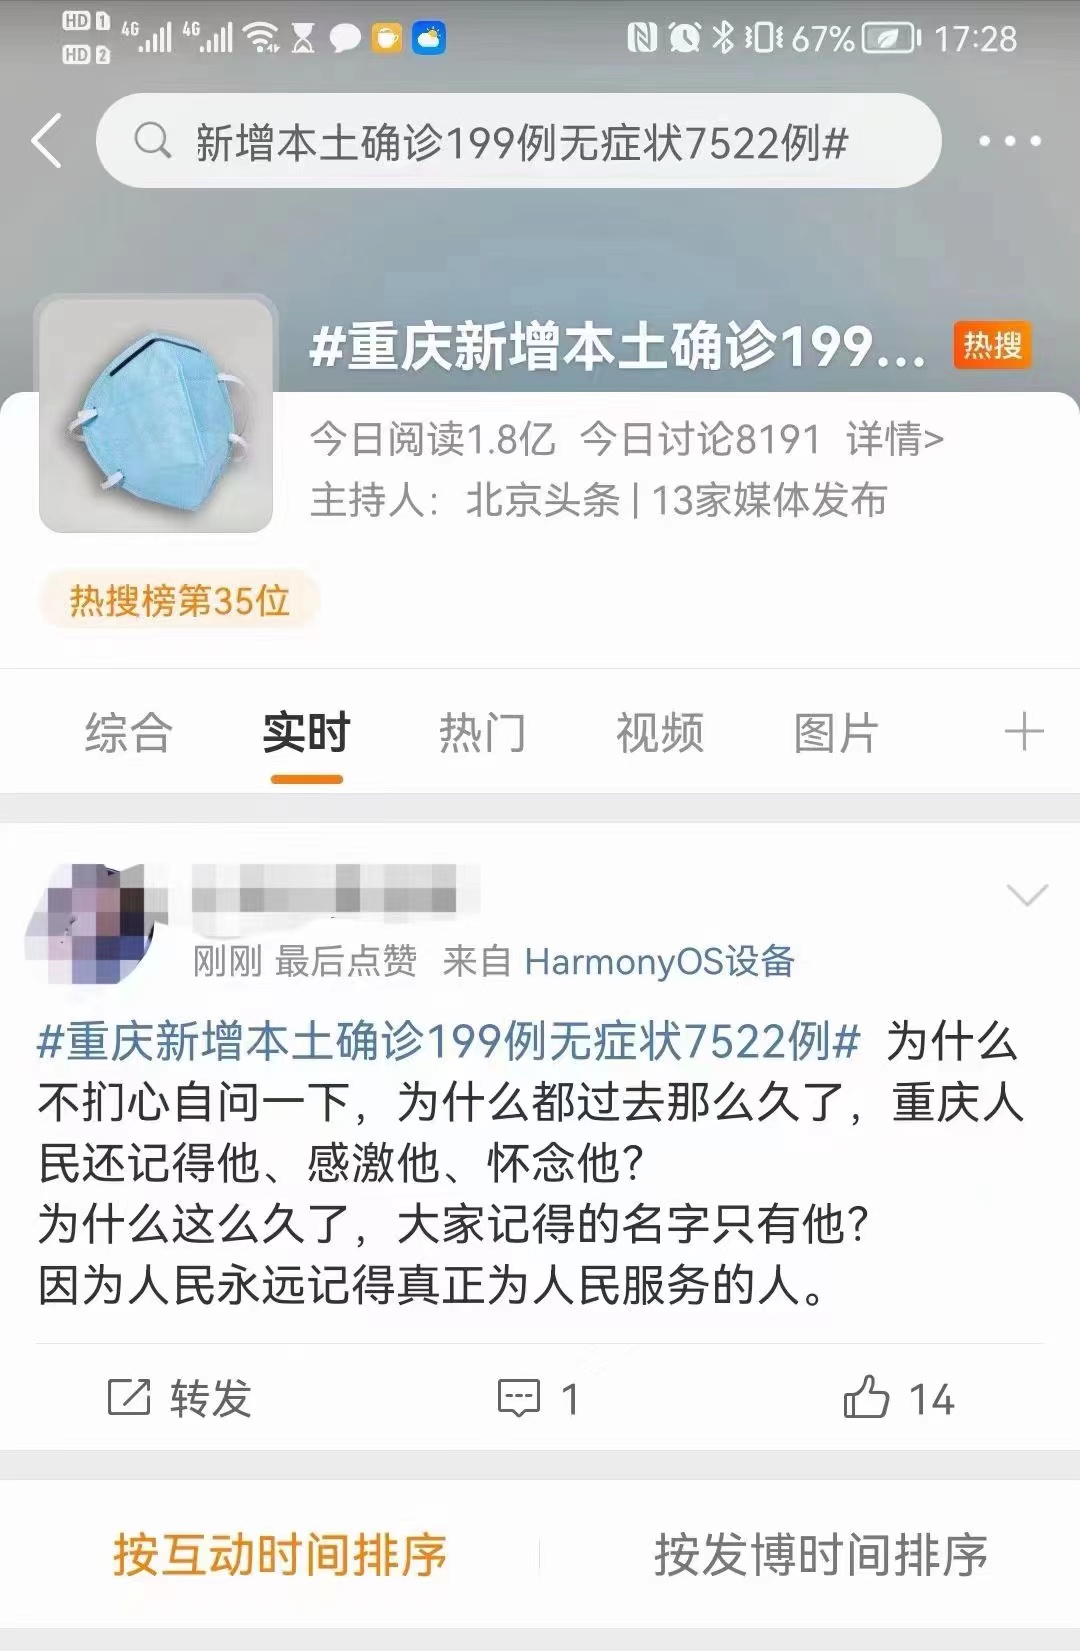 HD 1 4G 4G 67% 17:28
HD 2
新增本土确诊199例无症状7522例#
#重庆新增本土确诊199... 热搜
今日阅读1.8亿 今日讨论8191 详情>
主持人：北京头条 | 13家媒体发布
热搜榜第35位
综合 实时 热门 视频 图片
刚刚 最后点赞 来自 HarmonyOS设备
#重庆新增本土确诊199例无症状7522例# 为什么
不扪心自问一下，为什么都过去那么久了，重庆人
民还记得他、感激他、怀念他？
为什么这么久了，大家记得的名字只有他？
因为人民永远记得真正为人民服务的人。
转发 1 14
按互动时间排序 按发博时间排序